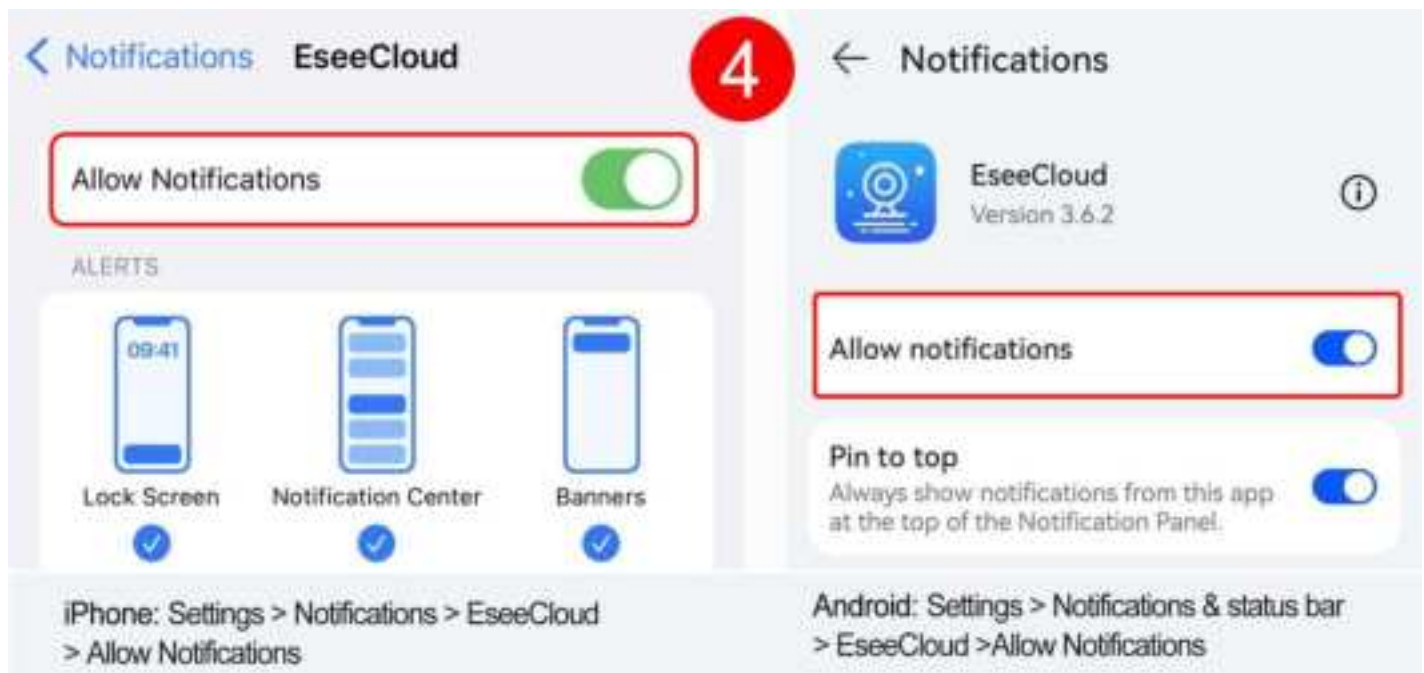 Notifications EseeCloud
4
Allow Notifications
ALERTS
09:41
Lock Screen
Notification Center
Banners
iPhone: Settings > Notifications > EseeCloud
> Allow Notifications
Notifications
EseeCloud
Version 3.6.2
Allow notifications
Pin to top
Always show notifications from this app
at the top of the Notification Panel.
Android: Settings > Notifications & status bar
> EseeCloud >Allow Notifications